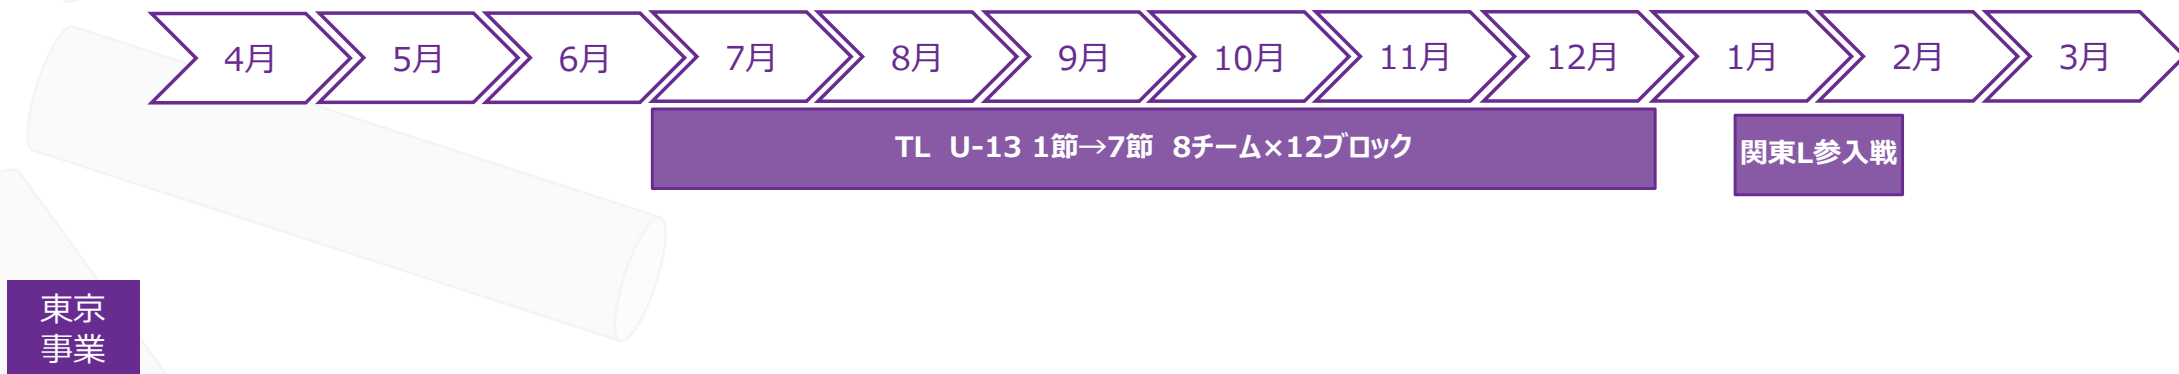 4月 5月 6月 7月 8月 9月 10月 11月 12月 1月 2月 3月
TL U-13 1節→7節 8チーム×12ブロック
関東L参入戦
東京
事業